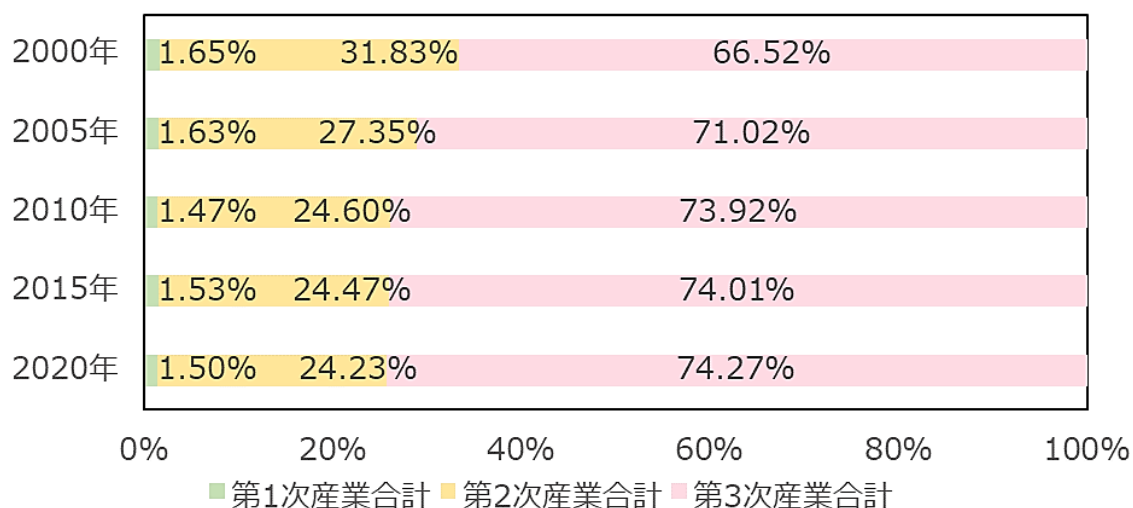 2000年 1.65% 31.83% 66.52%
2005年 1.63% 27.35% 71.02%
2010年 1.47% 24.60% 73.92%
2015年 1.53% 24.47% 74.01%
2020年 1.50% 24.23% 74.27%
0% 20% 40% 60% 80% 100%
第1次産業合計 第2次産業合計 第3次産業合計